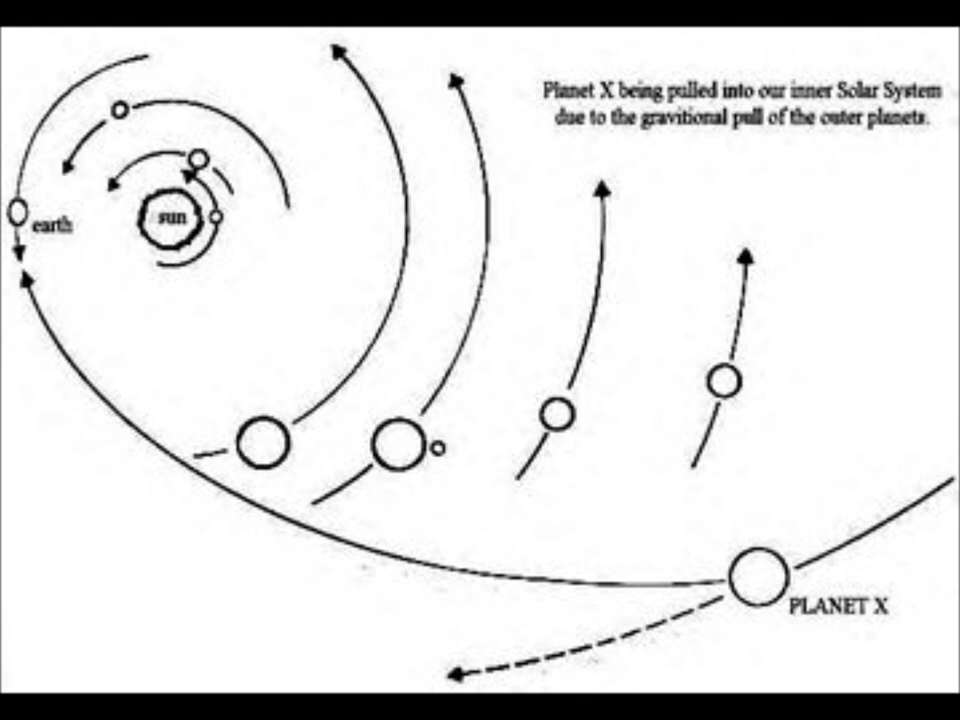 Planet X being pulled into our inner Solar System
due to the gravitional pull of the outer planets.
sun
earth
PLANET X